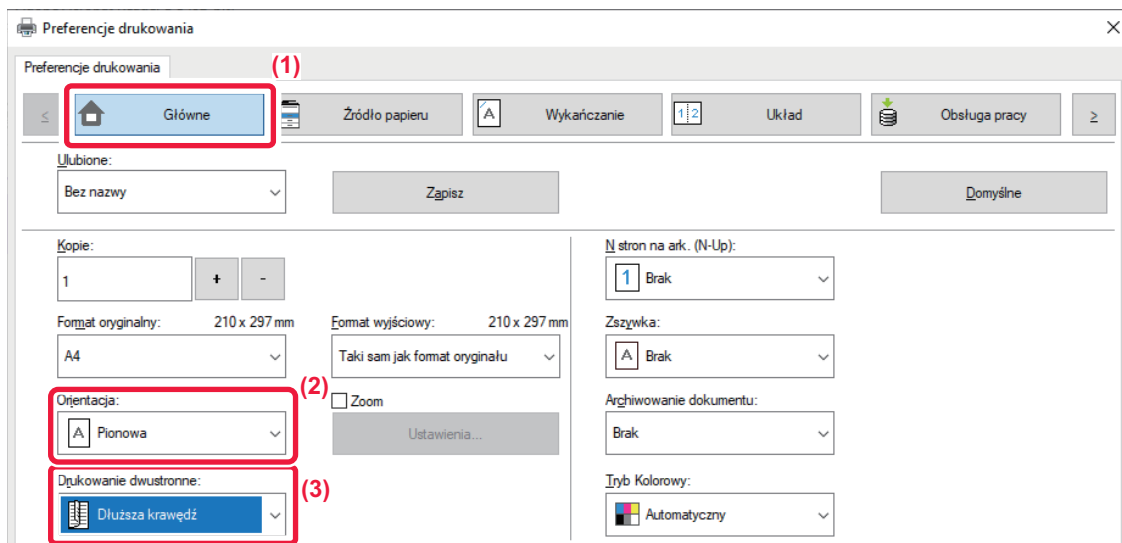 Preferencje drukowania
Preferencje drukowania
(1)
<
Główne
Źródło papieru
A
Wykańczanie
1 2
Układ
Obsługa pracy
>
Ulubione:
Bez nazwy
Zapisz
Domyślne
Kopie:
1
+
-
Format oryginalny: 210 x 297 mm
A4
Format wyjściowy: 210 x 297 mm
Taki sam jak format oryginału
(2)
Orientacja:
A Pionowa
Zoom
Ustawienia...
(3)
Drukowanie dwustronne:
Dłuższa krawędź
N stron na ark. (N-Up):
1 Brak
Zszywka:
A Brak
Archiwowanie dokumentu:
Brak
Tryb Kolorowy:
Automatyczny